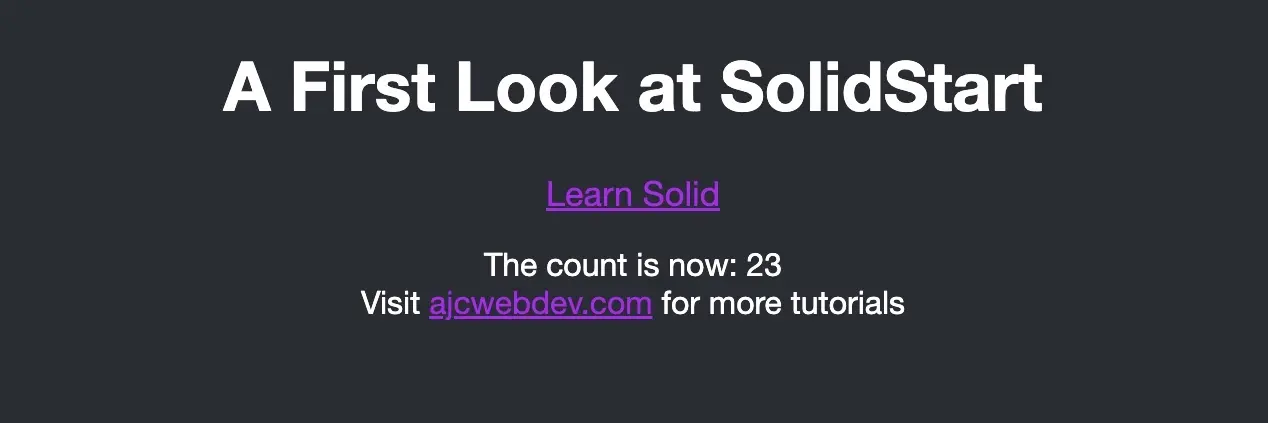 A First Look at SolidStart
Learn Solid
The count is now: 23
Visit ajcwebdev.com for more tutorials